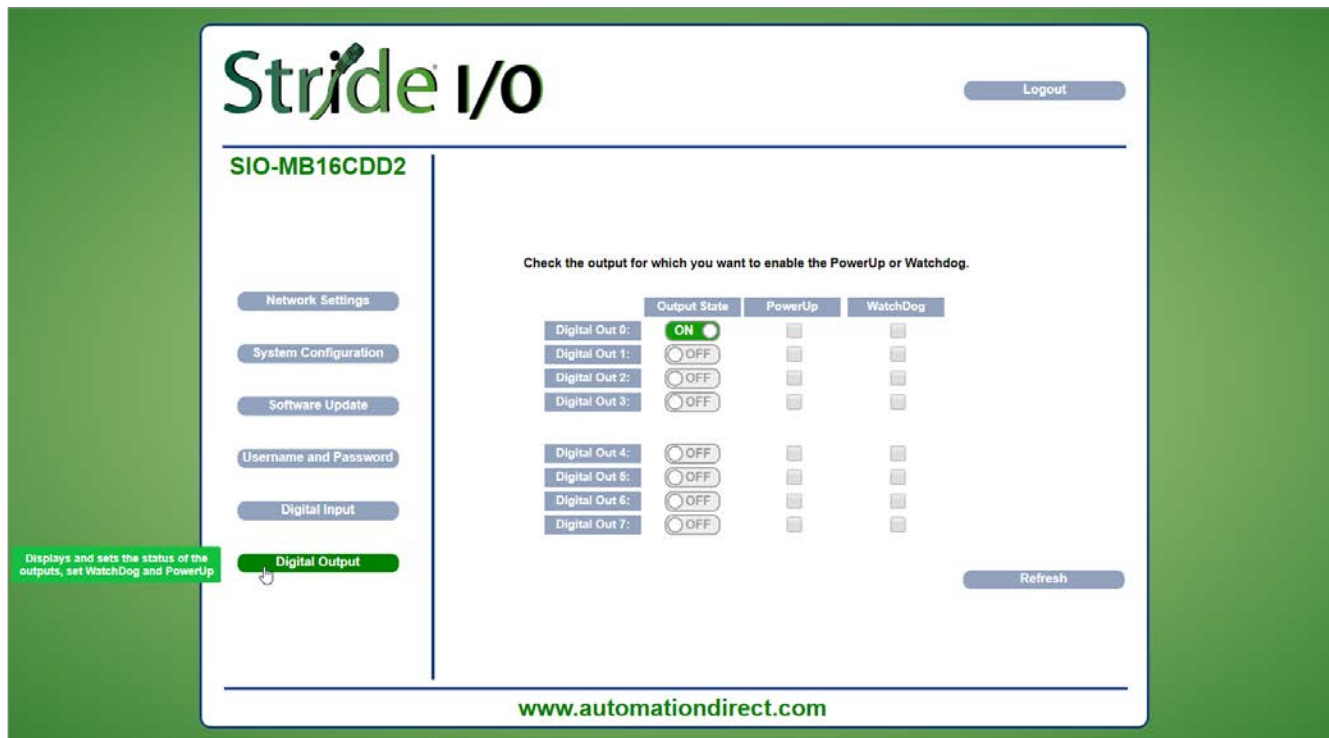 Stride I/O
Logout
SIO-MB16CDD2
Check the output for which you want to enable the PowerUp or Watchdog.
Network Settings
System Configuration
Software Update
Username and Password
Digital Input
Digital Output
Displays and sets the status of the
outputs, set WatchDog and PowerUp
Output State PowerUp WatchDog
Digital Out 0: ON
Digital Out 1: OFF
Digital Out 2: OFF
Digital Out 3: OFF
Digital Out 4: OFF
Digital Out 5: OFF
Digital Out 6: OFF
Digital Out 7: OFF
Refresh
www.automationdirect.com